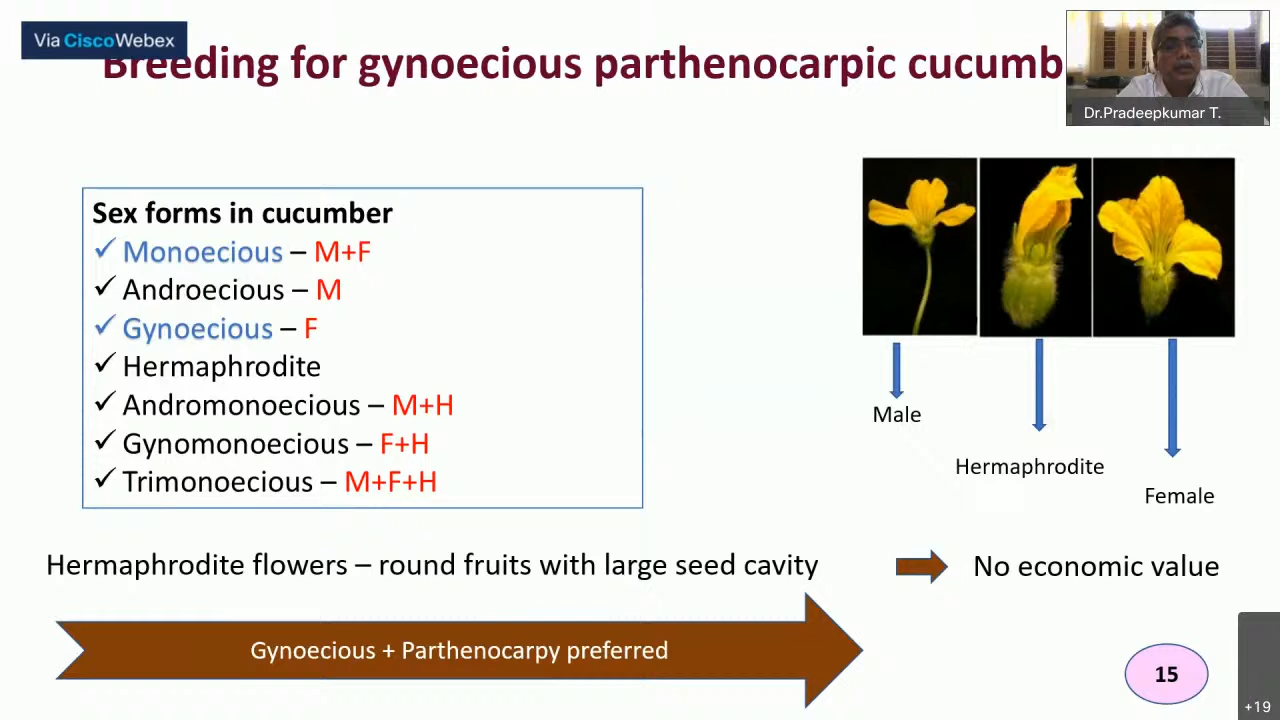 Via Cisco Webex
Breeding for gynoecious parthenocarpic cucumb
Dr.Pradeepkumar T.
Sex forms in cucumber
✓ Monoecious – M+F
✓ Androecious – M
✓ Gynoecious – F
✓ Hermaphrodite
✓ Andromonoecious – M+H
✓ Gynomonoecious – F+H
✓ Trimonoecious – M+F+H
Male
Hermaphrodite
Female
Hermaphrodite flowers – round fruits with large seed cavity
No economic value
Gynoecious + Parthenocarpy preferred
15
+19